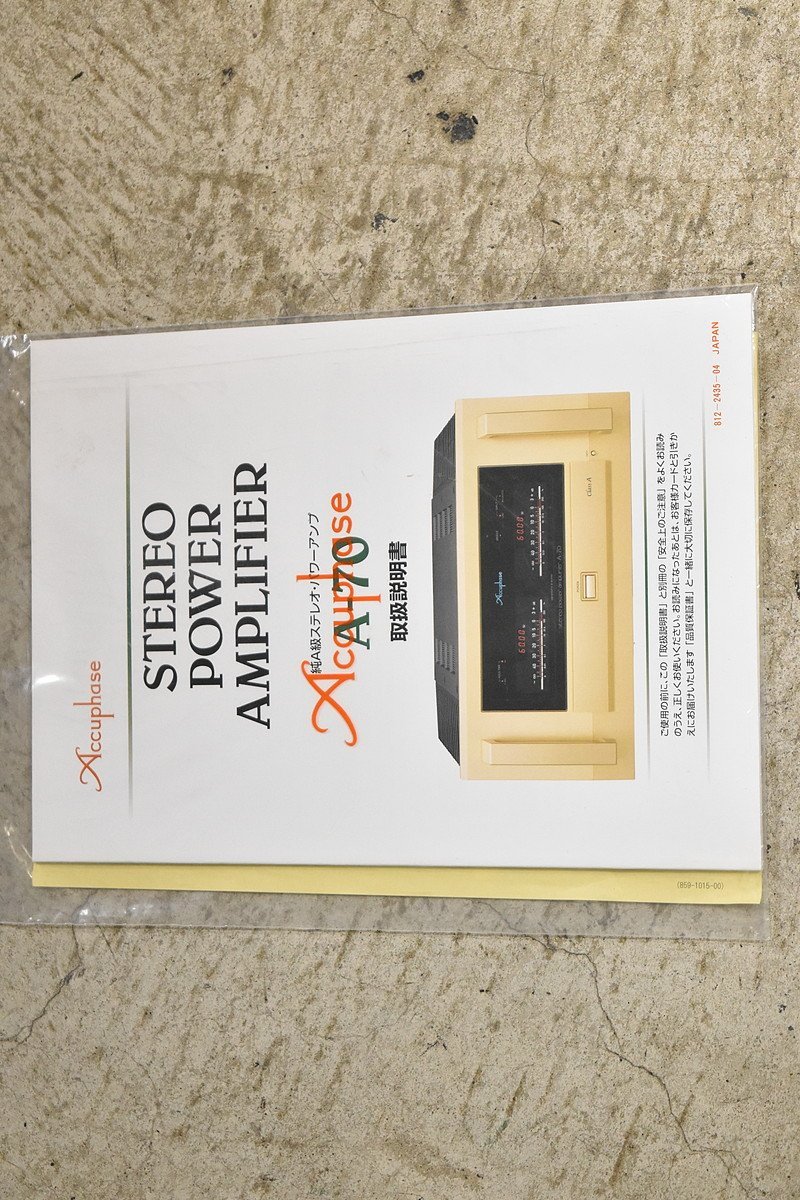 Accuphase
STEREO
POWER
AMPLIFIER
純A級ステレオ・パワーアンプ
Accuphase
A-70
取扱説明書
Accuphase
60.00
60.00
Class A
ご使用の前に、この「取扱説明書」と別冊の「安全上のご注意」をよくお読み
のうえ、正しくお使いください。お読みになったあとは、お客様カードと引きか
えにお届けいたします「品質保証書」と一緒に大切に保存してください。
812-2435-04 JAPAN
(859-1015-00)